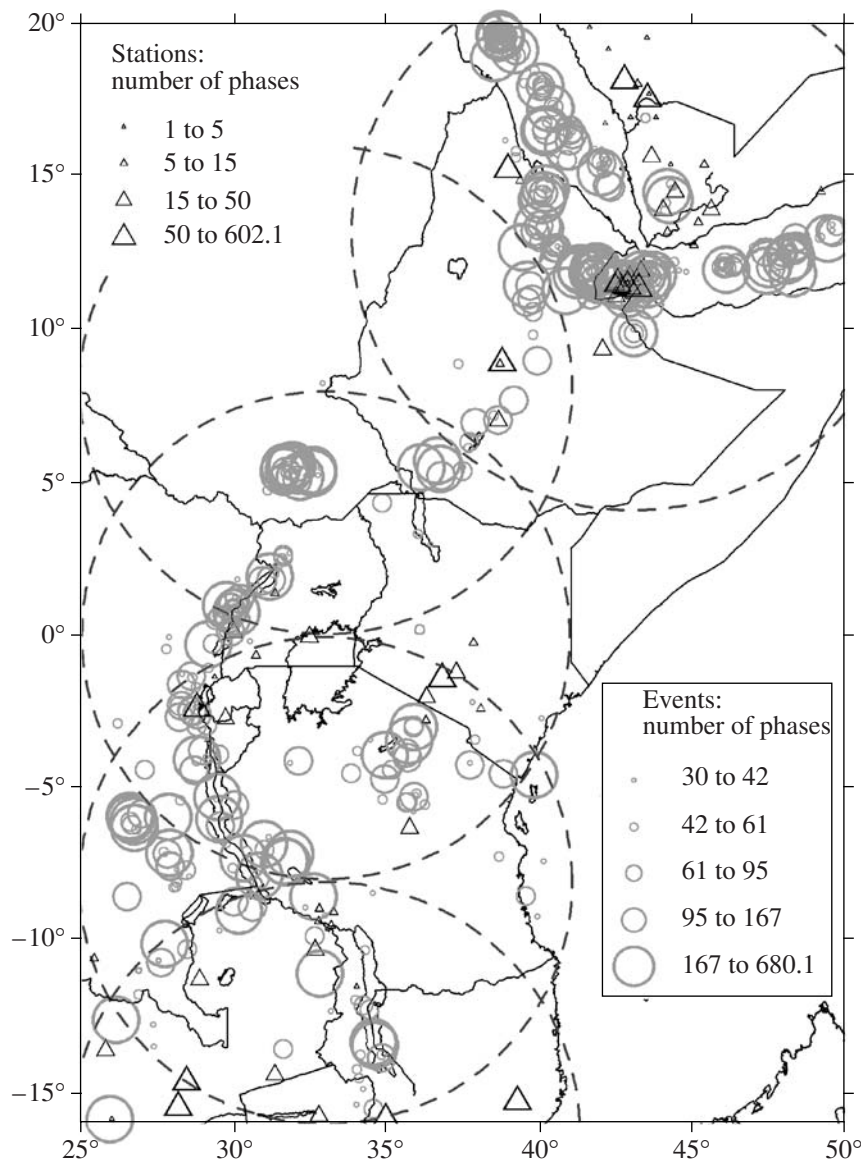 20°
Stations:
number of phases
1 to 5
5 to 15
15 to 50
50 to 602.1
15°
10°
5°
0°
Events:
number of phases
30 to 42
42 to 61
61 to 95
95 to 167
167 to 680.1
−5°
−10°
−15°
25° 30° 35° 40° 45° 50°